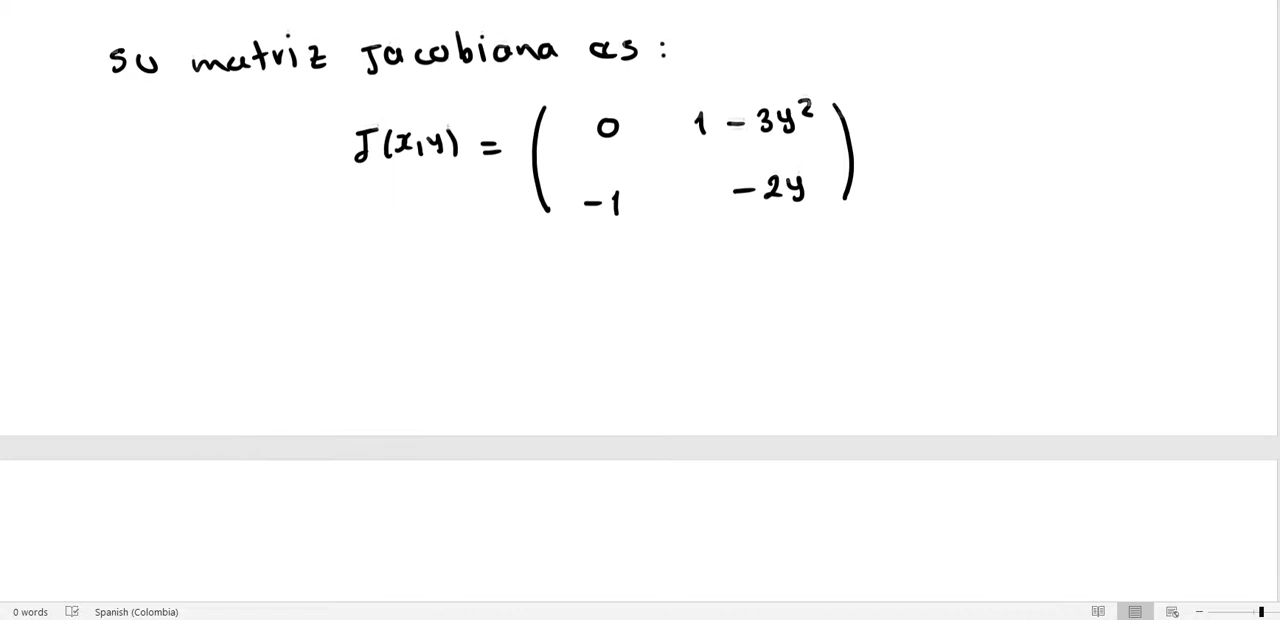 su matriz Jacobiana es:
J(x,y) = ( 0 1 - 3y²
-1 -2y )
0 words Spanish (Colombia)